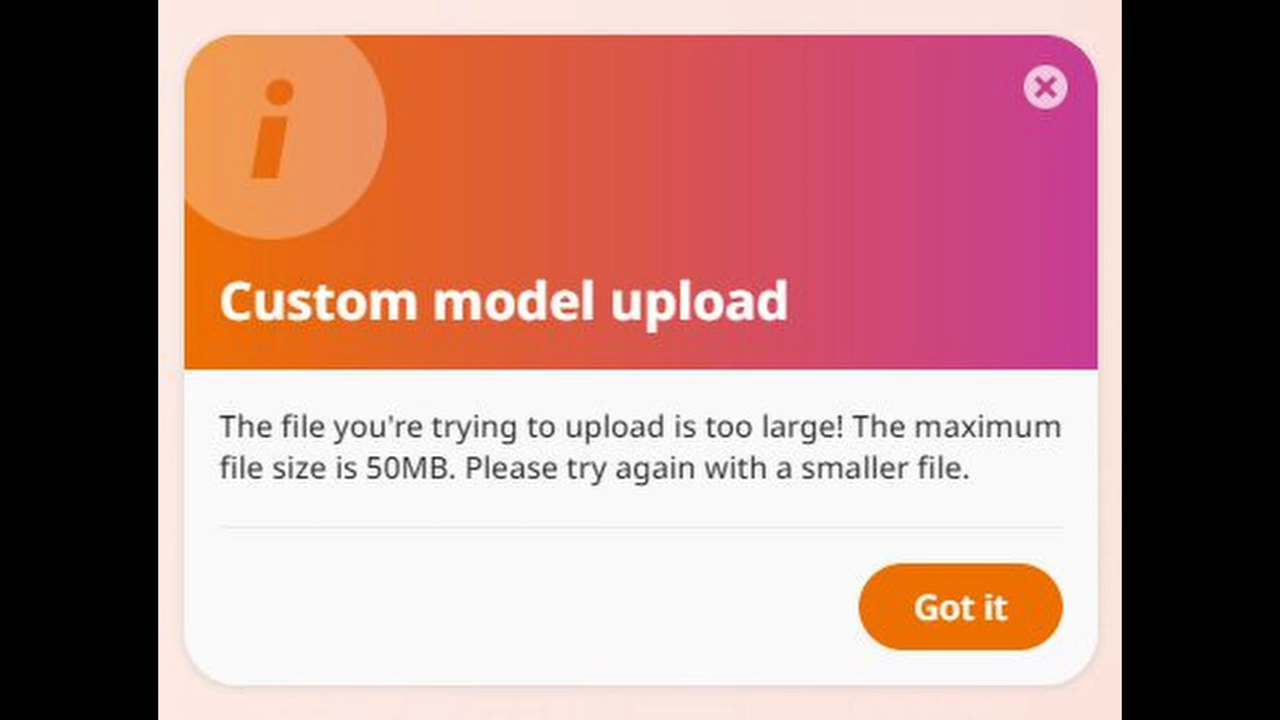 i
Custom model upload
The file you're trying to upload is too large! The maximum
file size is 50MB. Please try again with a smaller file.
Got it